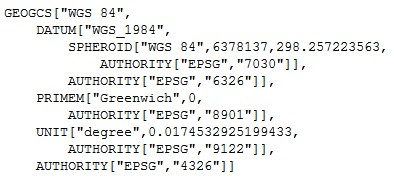 GEOGCS["WGS 84",
    DATUM["WGS_1984",
        SPHEROID["WGS 84",6378137,298.257223563,
            AUTHORITY["EPSG","7030"]],
        AUTHORITY["EPSG","6326"]],
    PRIMEM["Greenwich",0,
        AUTHORITY["EPSG","8901"]],
    UNIT["degree",0.0174532925199433,
        AUTHORITY["EPSG","9122"]],
    AUTHORITY["EPSG","4326"]]